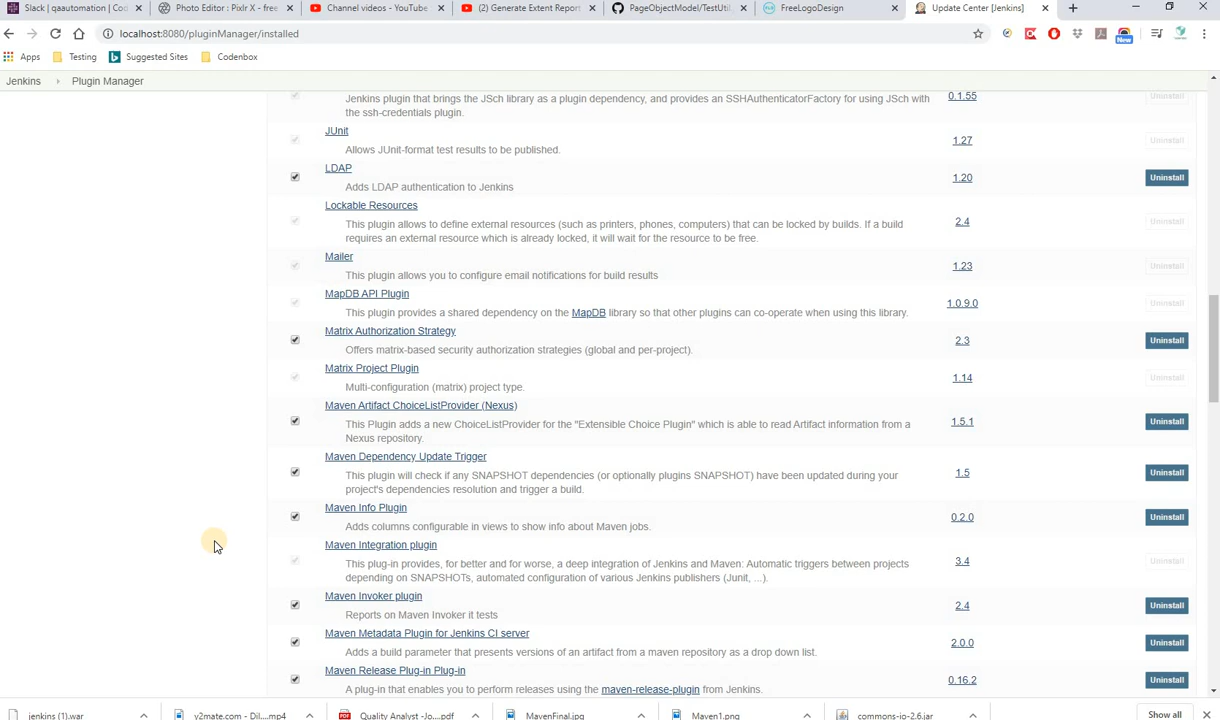 Slack | qaautomation | Cod
Photo Editor : Pixlr X - free
Channel videos - YouTube
(2) Generate Extent Report
PageObjectModel/TestUtil
FreeLogoDesign
Update Center [Jenkins]
localhost:8080/pluginManager/installed
New
Apps
Testing
Suggested Sites
Codenbox
Jenkins
Plugin Manager
Jenkins plugin that brings the JSch library as a plugin dependency, and provides an SSHAuthenticatorFactory for using JSch with
the ssh-credentials plugin.
0.1.55
Uninstall
JUnit
Allows JUnit-format test results to be published.
1.27
Uninstall
LDAP
Adds LDAP authentication to Jenkins
1.20
Uninstall
Lockable Resources
This plugin allows to define external resources (such as printers, phones, computers) that can be locked by builds. If a build
requires an external resource which is already locked, it will wait for the resource to be free.
2.4
Uninstall
Mailer
This plugin allows you to configure email notifications for build results
1.23
Uninstall
MapDB API Plugin
This plugin provides a shared dependency on the MapDB library so that other plugins can co-operate when using this library.
1.0.9.0
Uninstall
Matrix Authorization Strategy
Offers matrix-based security authorization strategies (global and per-project).
2.3
Uninstall
Matrix Project Plugin
Multi-configuration (matrix) project type.
1.14
Uninstall
Maven Artifact ChoiceListProvider (Nexus)
This Plugin adds a new ChoiceListProvider for the "Extensible Choice Plugin" which is able to read Artifact information from a
Nexus repository.
1.5.1
Uninstall
Maven Dependency Update Trigger
This plugin will check if any SNAPSHOT dependencies (or optionally plugins SNAPSHOT) have been updated during your
project's dependencies resolution and trigger a build.
1.5
Uninstall
Maven Info Plugin
Adds columns configurable in views to show info about Maven jobs.
0.2.0
Uninstall
Maven Integration plugin
This plug-in provides, for better and for worse, a deep integration of Jenkins and Maven: Automatic triggers between projects
depending on SNAPSHOTs, automated configuration of various Jenkins publishers (Junit, ...).
3.4
Uninstall
Maven Invoker plugin
Reports on Maven Invoker it tests
2.4
Uninstall
Maven Metadata Plugin for Jenkins CI server
Adds a build parameter that presents versions of an artifact from a maven repository as a drop down list.
2.0.0
Uninstall
Maven Release Plug-in Plug-in
A plug-in that enables you to perform releases using the maven-release-plugin from Jenkins.
0.16.2
Uninstall
jenkins (1).war
y2mate.com - Dil....mp4
Quality Analyst -Jo....pdf
MavenFinal.jpg
Maven1.png
commons-io-2.6.jar
Show all